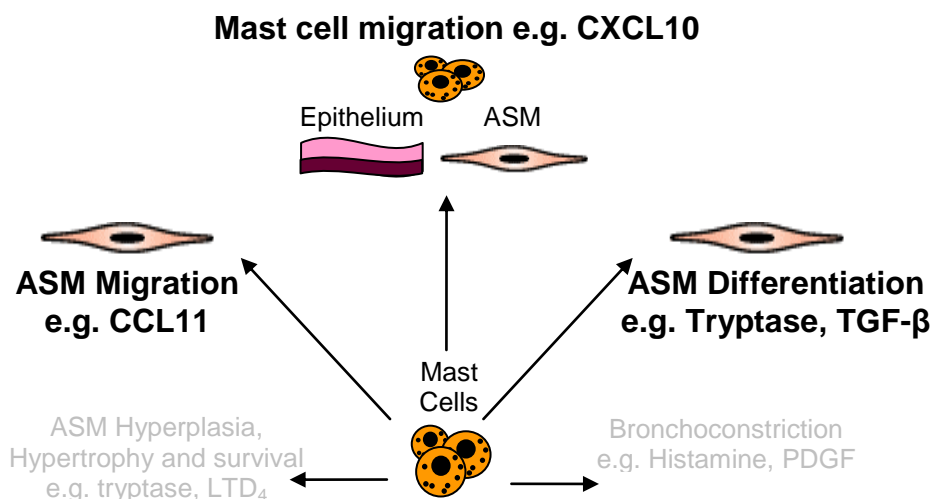 Mast cell migration e.g. CXCL10
Epithelium
ASM
ASM Migration
e.g. CCL11
ASM Differentiation
e.g. Tryptase, TGF-β
Mast
Cells
ASM Hyperplasia,
Hypertrophy and survival
e.g. tryptase, LTD₄
Bronchoconstriction
e.g. Histamine, PDGF